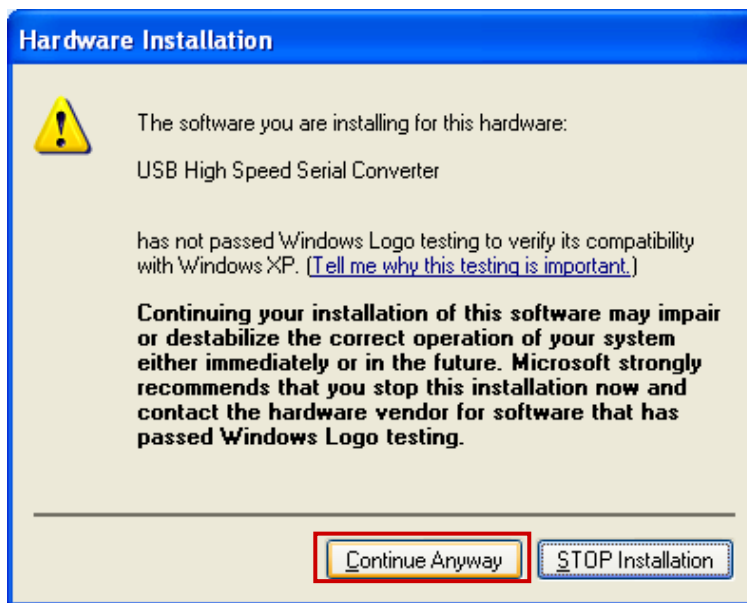 Hardware Installation
The software you are installing for this hardware:
USB High Speed Serial Converter
has not passed Windows Logo testing to verify its compatibility
with Windows XP. (Tell me why this testing is important.)
Continuing your installation of this software may impair
or destabilize the correct operation of your system
either immediately or in the future. Microsoft strongly
recommends that you stop this installation now and
contact the hardware vendor for software that has
passed Windows Logo testing.
Continue Anyway STOP Installation